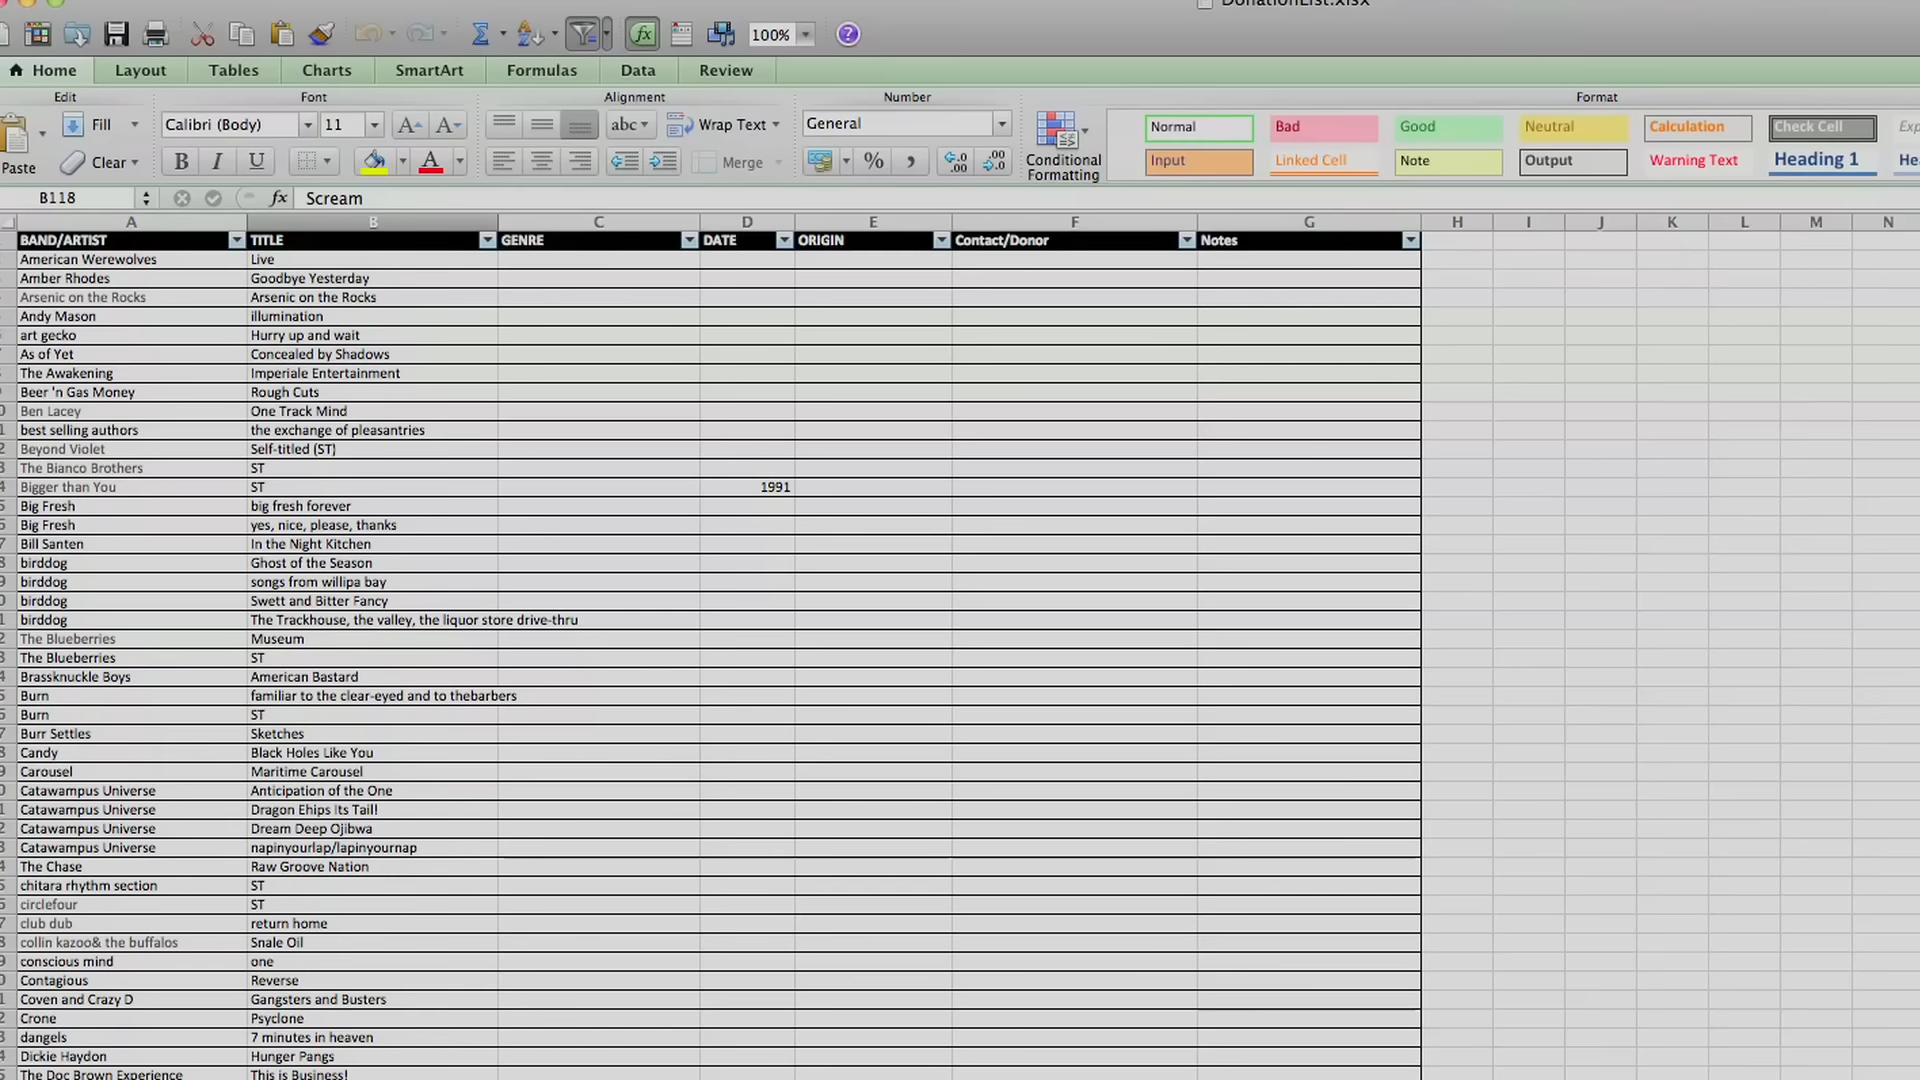 DonationList.xlsx
100%
Home Layout Tables Charts SmartArt Formulas Data Review
Edit Font Alignment Number Format
Fill Calibri (Body) 11 abc Wrap Text General Normal Bad Good Neutral Calculation Check Cell
Paste Clear B I U Merge % Conditional Formatting Input Linked Cell Note Output Warning Text Heading 1
B118 fx Scream
A B C D E F G H I J K L M N
BAND/ARTIST TITLE GENRE DATE ORIGIN Contact/Donor Notes
American Werewolves Live
Amber Rhodes Goodbye Yesterday
Arsenic on the Rocks Arsenic on the Rocks
Andy Mason illumination
art gecko Hurry up and wait
As of Yet Concealed by Shadows
The Awakening Imperiale Entertainment
Beer 'n Gas Money Rough Cuts
Ben Lacey One Track Mind
best selling authors the exchange of pleasantries
Beyond Violet Self-titled (ST)
The Bianco Brothers ST
Bigger than You ST 1991
Big Fresh big fresh forever
Big Fresh yes, nice, please, thanks
Bill Santen In the Night Kitchen
birddog Ghost of the Season
birddog songs from willipa bay
birddog Swett and Bitter Fancy
birddog The Trackhouse, the valley, the liquor store drive-thru
The Blueberries Museum
The Blueberries ST
Brassknuckle Boys American Bastard
Burn familiar to the clear-eyed and to thebarbers
Burn ST
Burr Settles Sketches
Candy Black Holes Like You
Carousel Maritime Carousel
Catawampus Universe Anticipation of the One
Catawampus Universe Dragon Ehips Its Tail!
Catawampus Universe Dream Deep Ojibwa
Catawampus Universe napinyourlap/lapinyournap
The Chase Raw Groove Nation
chitara rhythm section ST
circlefour ST
club dub return home
collin kazoo& the buffalos Snale Oil
conscious mind one
Contagious Reverse
Coven and Crazy D Gangsters and Busters
Crone Psyclone
dangels 7 minutes in heaven
Dickie Haydon Hunger Pangs
The Doc Brown Experience This is Business!